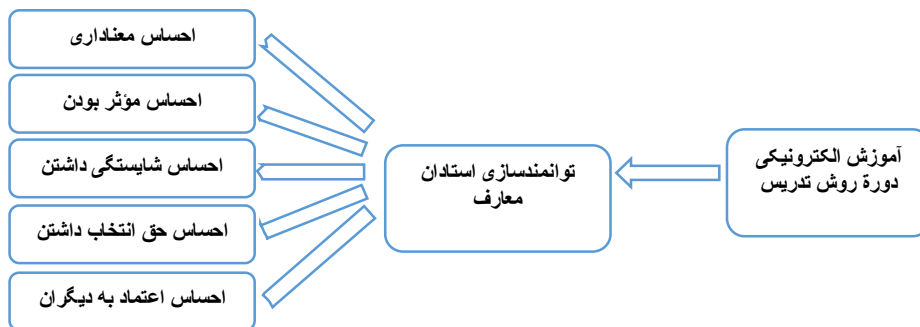 آموزش الکترونیکی
دورة روش تدریس
توانمندسازی استادان
معارف
احساس معناداری
احساس مؤثر بودن
احساس شایستگی داشتن
احساس حق انتخاب داشتن
احساس اعتماد به دیگران